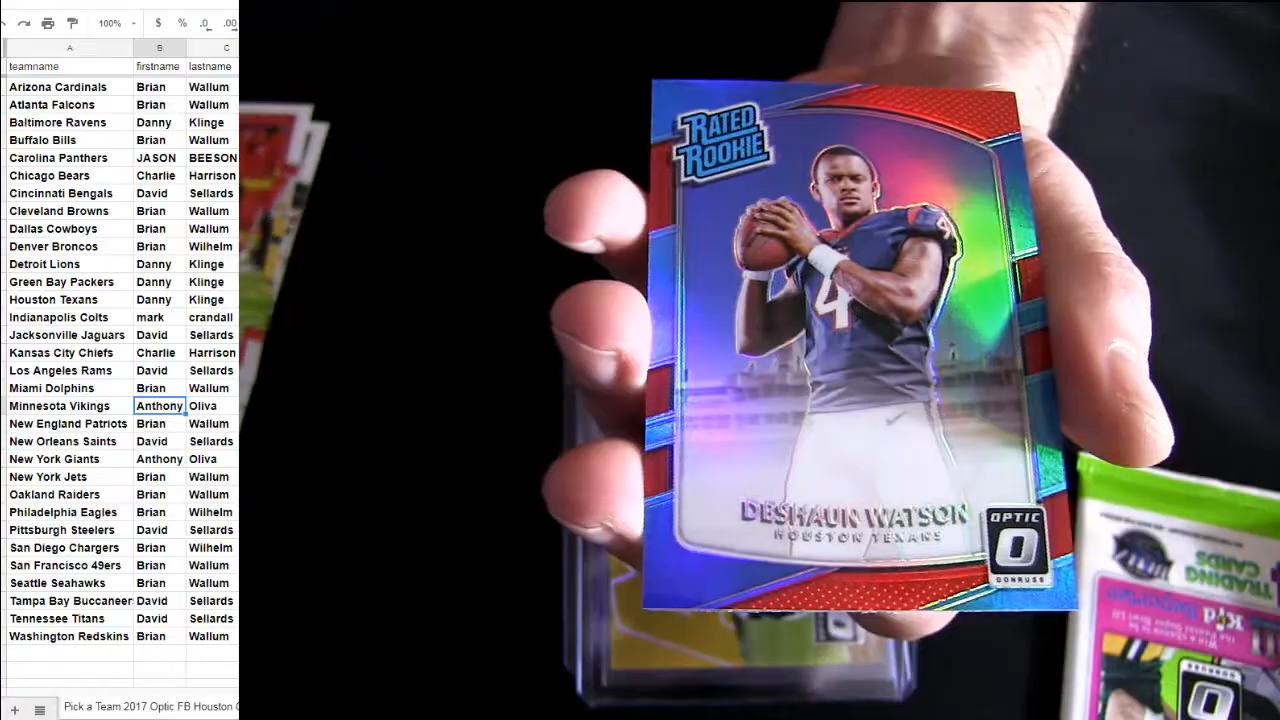 100% $ % .0 .00
A B C
teamname firstname lastname
Arizona Cardinals Brian Wallum
Atlanta Falcons Brian Wallum
Baltimore Ravens Danny Klinge
Buffalo Bills Brian Wallum
Carolina Panthers JASON BEESON
Chicago Bears Charlie Harrison
Cincinnati Bengals David Sellards
Cleveland Browns Brian Wallum
Dallas Cowboys Brian Wallum
Denver Broncos Brian Wilhelm
Detroit Lions Danny Klinge
Green Bay Packers Danny Klinge
Houston Texans Danny Klinge
Indianapolis Colts mark crandall
Jacksonville Jaguars David Sellards
Kansas City Chiefs Charlie Harrison
Los Angeles Rams David Sellards
Miami Dolphins Brian Wallum
Minnesota Vikings Anthony Oliva
New England Patriots Brian Wallum
New Orleans Saints David Sellards
New York Giants Anthony Oliva
New York Jets Brian Wallum
Oakland Raiders Brian Wallum
Philadelphia Eagles Brian Wilhelm
Pittsburgh Steelers David Sellards
San Diego Chargers Brian Wilhelm
San Francisco 49ers Brian Wallum
Seattle Seahawks Brian Wallum
Tampa Bay Buccaneer David Sellards
Tennessee Titans David Sellards
Washington Redskins Brian Wallum
Pick a Team 2017 Optic FB Houston
RATED
ROOKIE
4
DESHAUN WATSON
HOUSTON TEXANS
OPTIC
O
DONRUSS
TRADING
CARDS